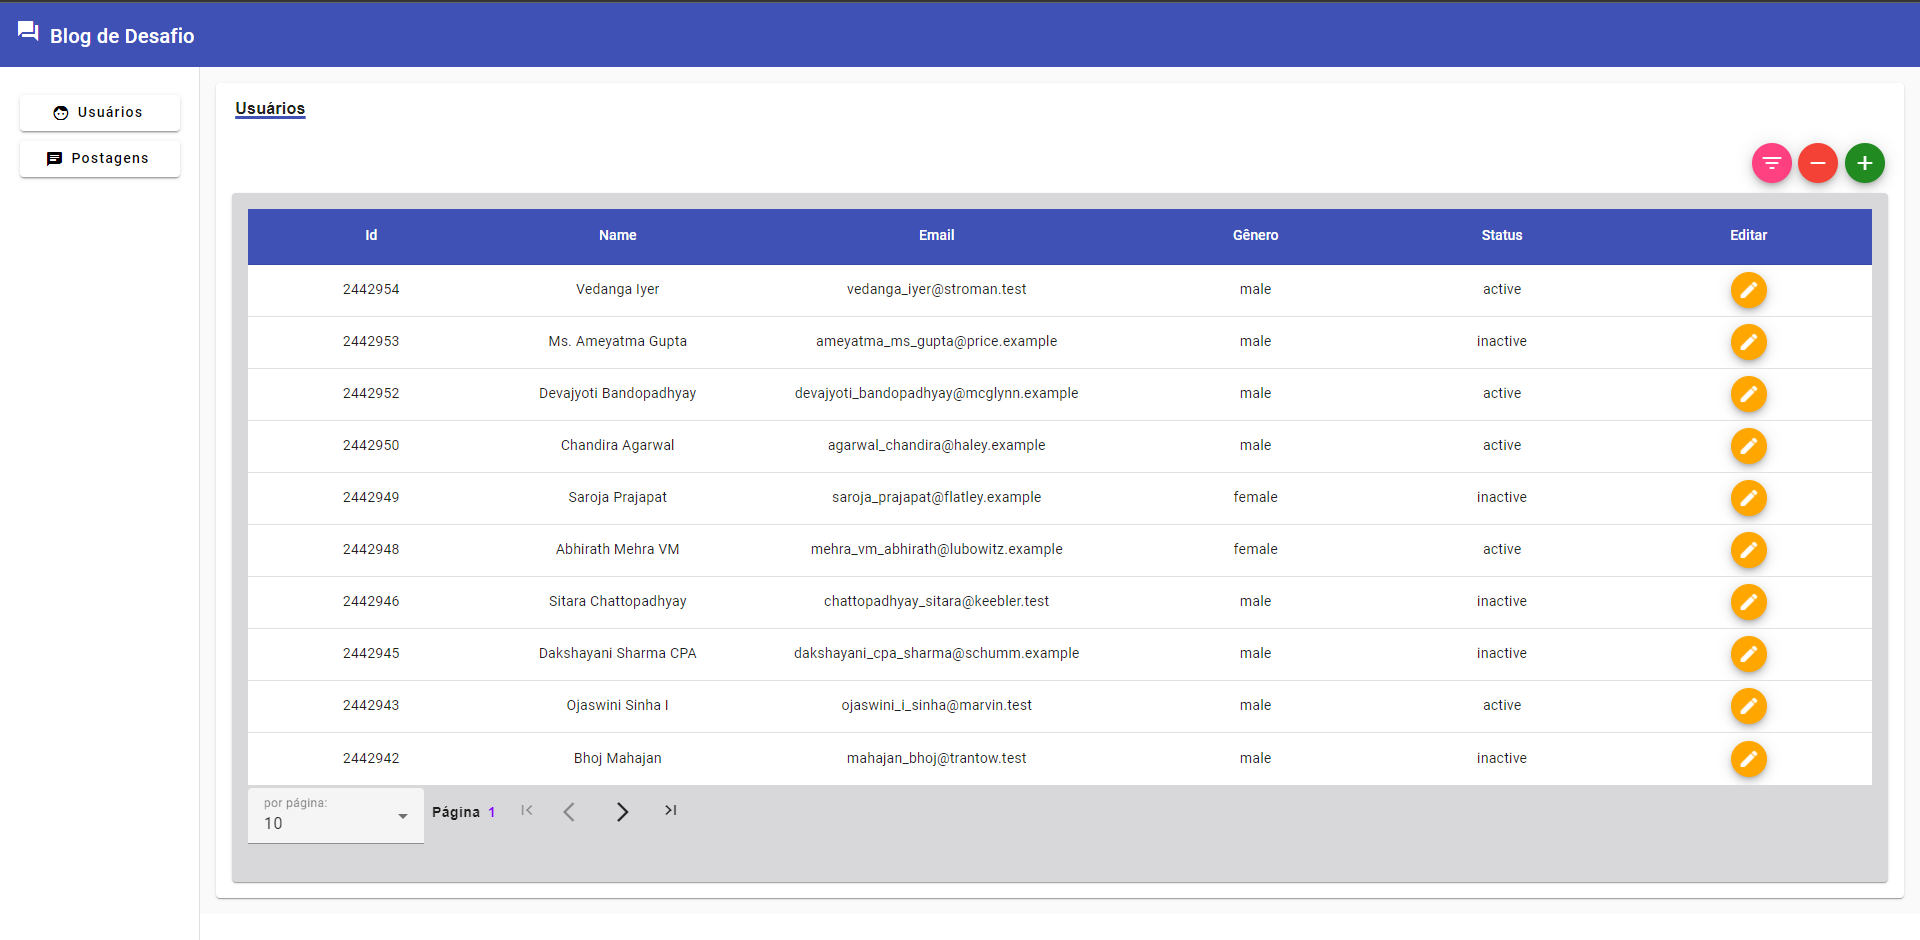 Blog de Desafio
Usuários
Postagens
Usuários
Id Name Email Gênero Status Editar
2442954 Vedanga Iyer vedanga_iyer@stroman.test male active
2442953 Ms. Ameyatma Gupta ameyatma_ms_gupta@price.example male inactive
2442952 Devajyoti Bandopadhyay devajyoti_bandopadhyay@mcglynn.example male active
2442950 Chandira Agarwal agarwal_chandira@haley.example male active
2442949 Saroja Prajapat saroja_prajapat@flatley.example female inactive
2442948 Abhirath Mehra VM mehra_vm_abhirath@lubowitz.example female active
2442946 Sitara Chattopadhyay chattopadhyay_sitara@keebler.test male inactive
2442945 Dakshayani Sharma CPA dakshayani_cpa_sharma@schumm.example male inactive
2442943 Ojaswini Sinha I ojaswini_i_sinha@marvin.test male active
2442942 Bhoj Mahajan mahajan_bhoj@trantow.test male inactive
por página:
10
Página 1